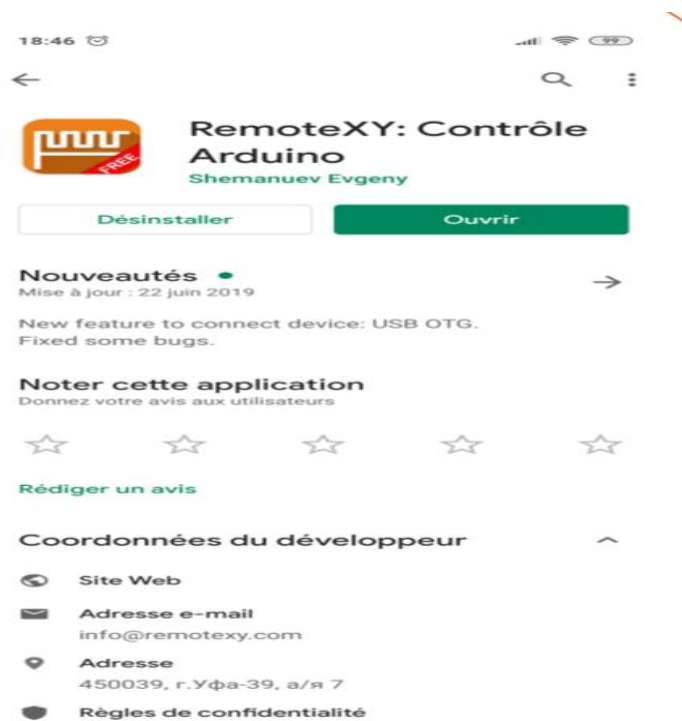 18:46
99
RemoteXY: Contrôle
Arduino
FREE
Shemanuev Evgeny
Désinstaller
Ouvrir
Nouveautés
Mise à jour : 22 juin 2019
New feature to connect device: USB OTG.
Fixed some bugs.
Noter cette application
Donnez votre avis aux utilisateurs
Rédiger un avis
Coordonnées du développeur
Site Web
Adresse e-mail
info@remotexy.com
Adresse
450039, г.Уфа-39, а/я 7
Règles de confidentialité